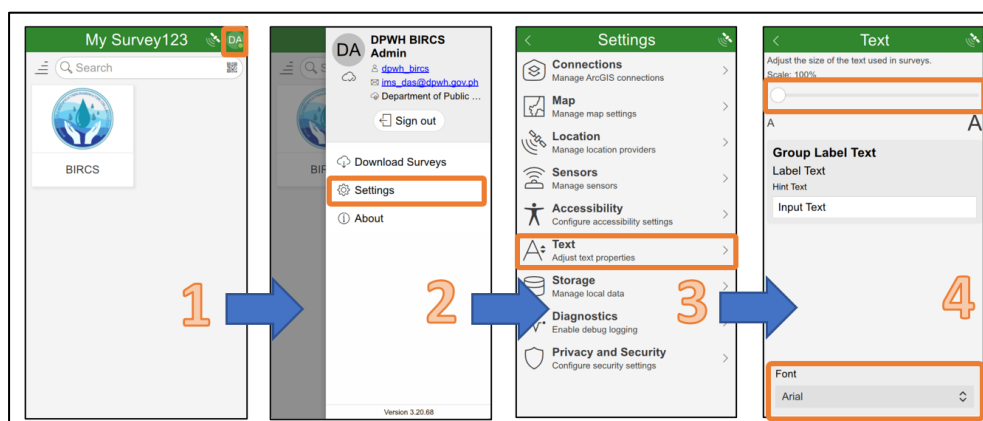 My Survey123
DA
Search
BIRCS
1
DA
DPWH BIRCS
Admin
dpwh_bircs
ims_das@dpwh.gov.ph
Department of Public ...
Sign out
Download Surveys
Settings
About
Version 3.20.68
2
Settings
Connections
Manage ArcGIS connections
Map
Manage map settings
Location
Manage location providers
Sensors
Manage sensors
Accessibility
Configure accessibility settings
Text
Adjust text properties
Storage
Manage local data
Diagnostics
Enable debug logging
Privacy and Security
Configure security settings
3
Text
Adjust the size of the text used in surveys.
Scale: 100%
A A
Group Label Text
Label Text
Hint Text
Input Text
4
Font
Arial